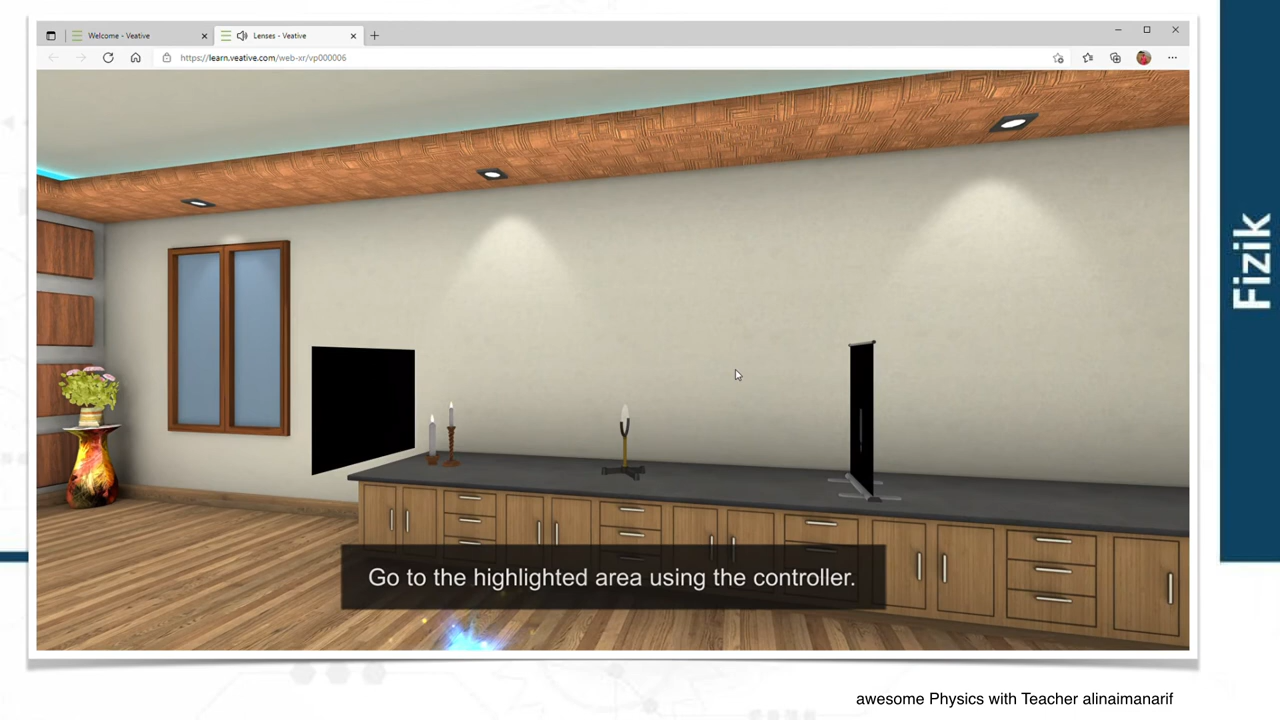 Welcome - Veative
Lenses - Veative
https://learn.veative.com/web-xr/vp000006
Fizik
Go to the highlighted area using the controller.
awesome Physics with Teacher alinaimanarif